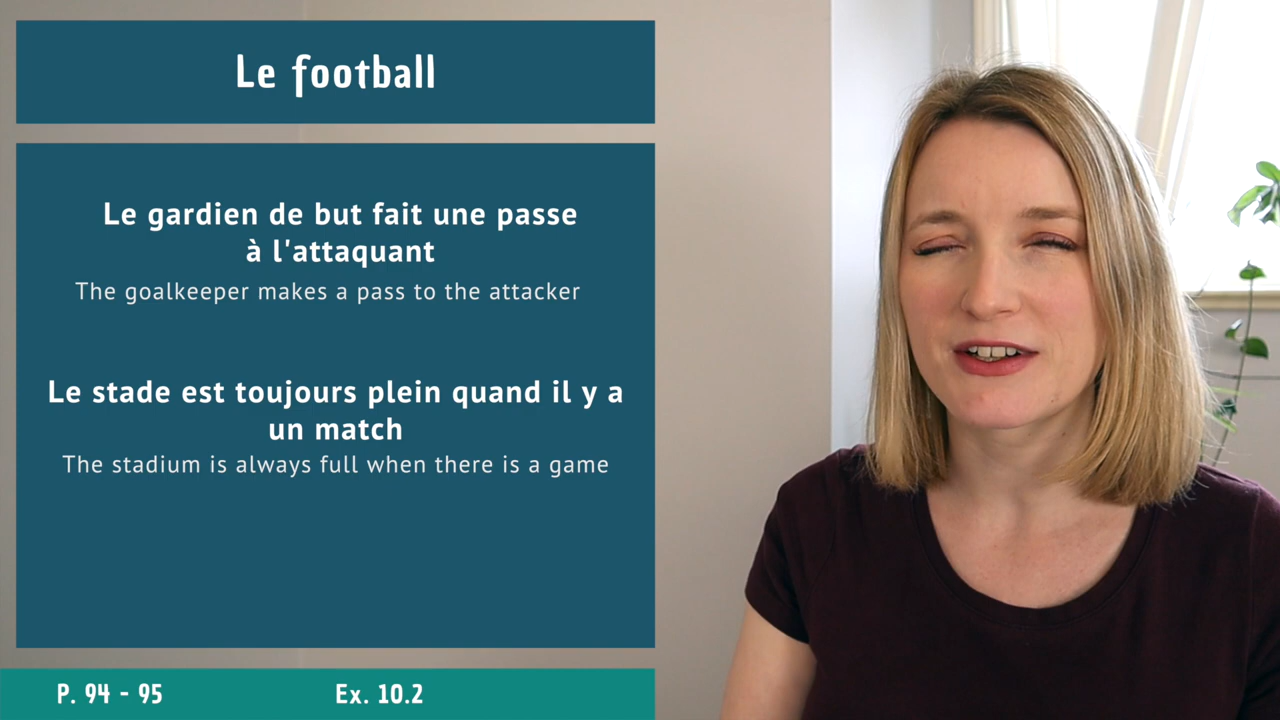 Le football
Le gardien de but fait une passe
à l'attaquant
The goalkeeper makes a pass to the attacker
Le stade est toujours plein quand il y a
un match
The stadium is always full when there is a game
P. 94 - 95
Ex. 10.2